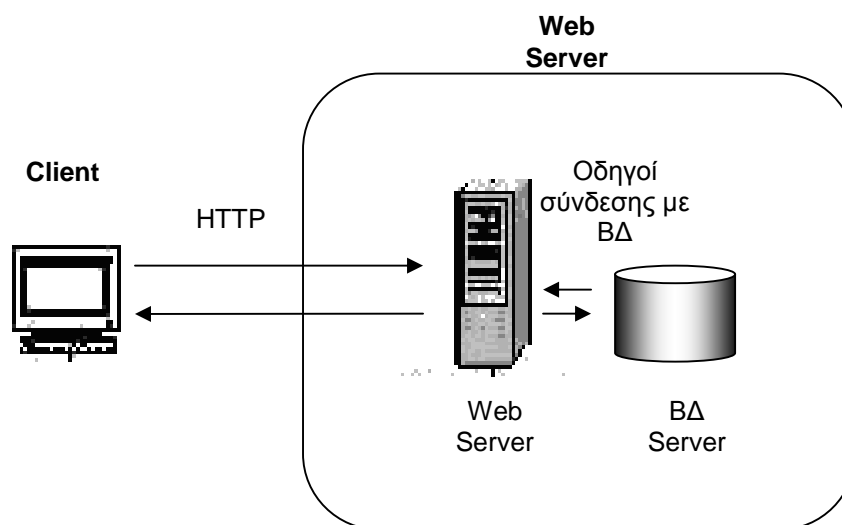 Web
Server
Client
HTTP
Οδηγοί
σύνδεσης με
ΒΔ
Web
Server
ΒΔ
Server